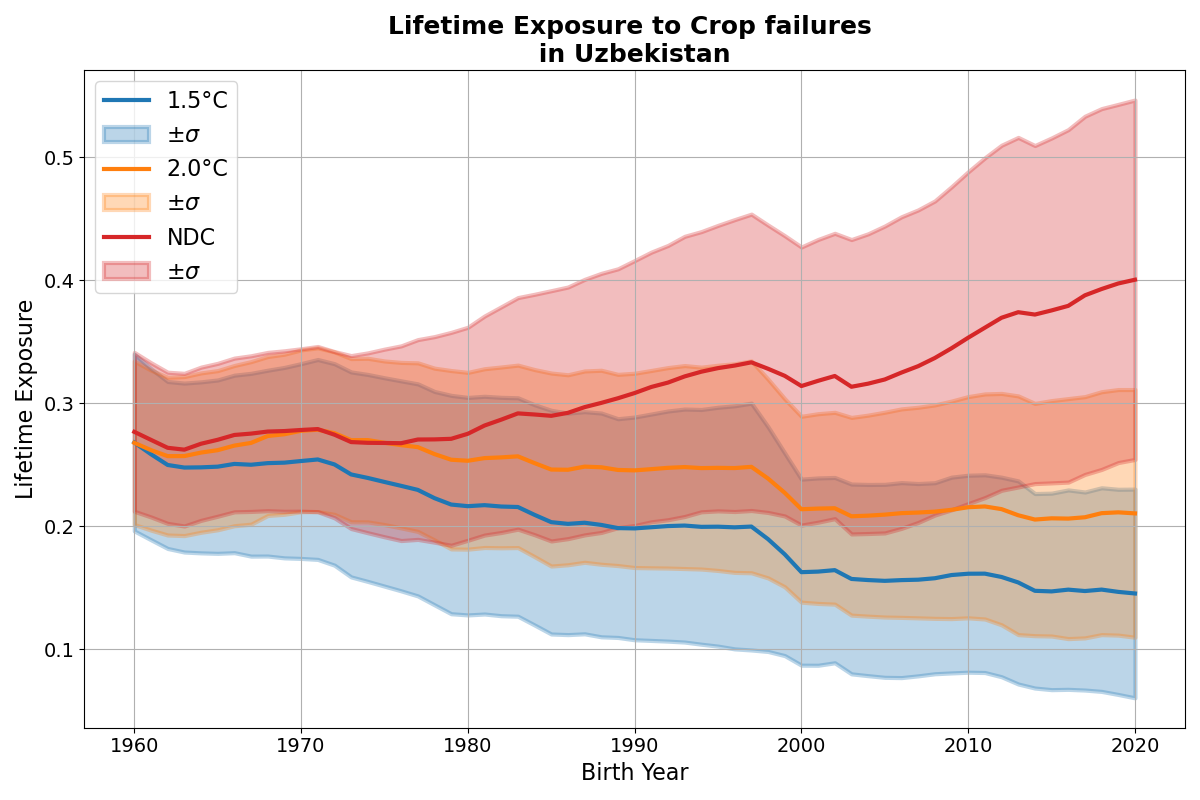 Lifetime Exposure to Crop failures
in Uzbekistan
1.5°C
±σ
2.0°C
±σ
NDC
±σ
Lifetime Exposure
0.5
0.4
0.3
0.2
0.1
1960 1970 1980 1990 2000 2010 2020
Birth Year